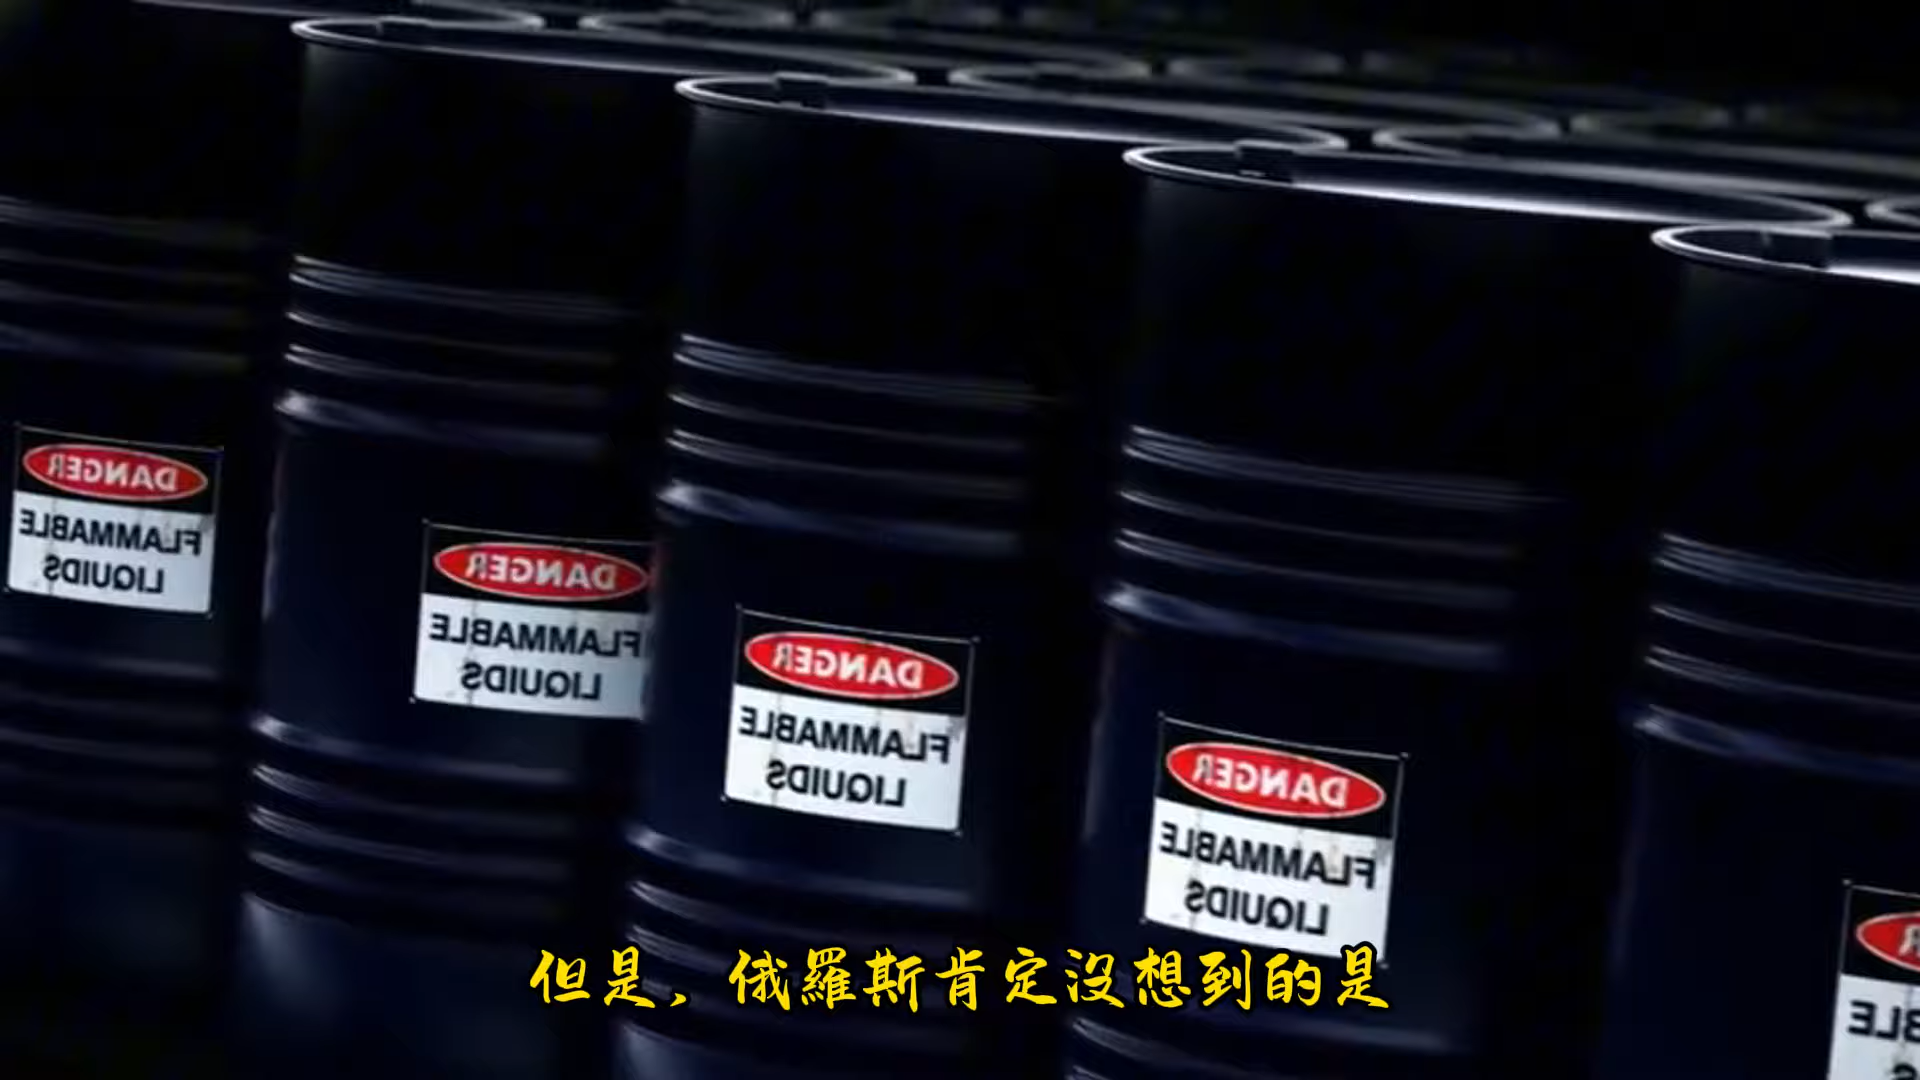 DANGER
FLAMMABLE
LIQUIDS
DANGER
FLAMMABLE
LIQUIDS
DANGER
FLAMMABLE
LIQUIDS
DANGER
FLAMMABLE
LIQUIDS
但是，俄羅斯肯定沒想到的是